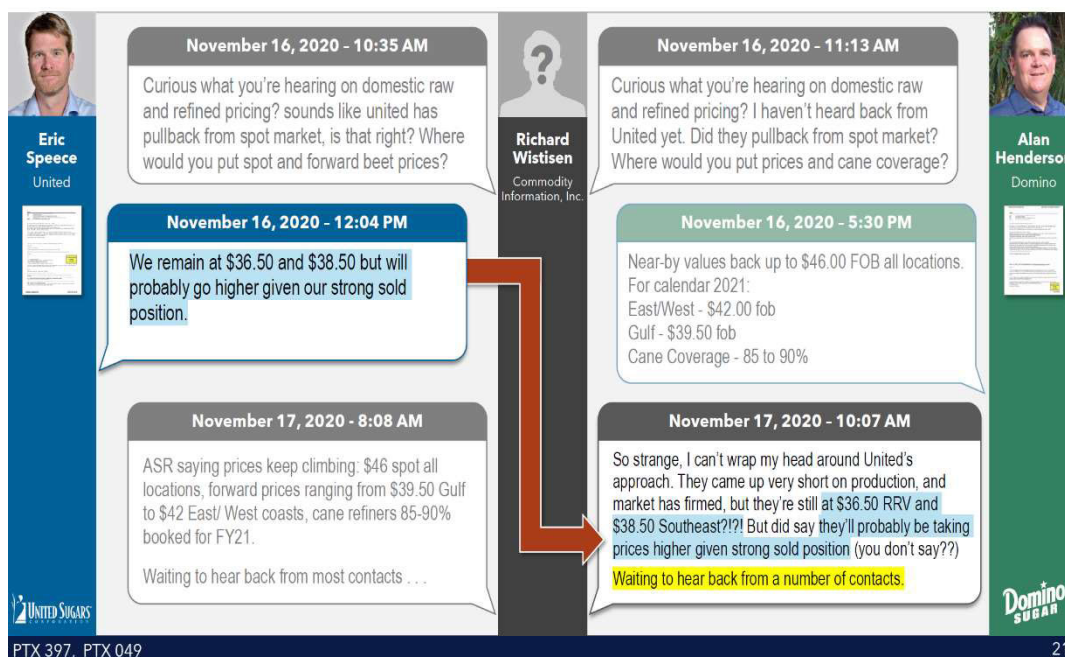 November 16, 2020 - 10:35 AM
Curious what you're hearing on domestic raw
and refined pricing? sounds like united has
pullback from spot market, is that right? Where
would you put spot and forward beet prices?
November 16, 2020 - 11:13 AM
Curious what you're hearing on domestic raw
and refined pricing? I haven't heard back from
United yet. Did they pullback from spot market?
Where would you put prices and cane coverage?
Eric
Speece
United
?
Richard
Wistisen
Commodity
Information, Inc.
Alan
Henderson
Domino
November 16, 2020 - 12:04 PM
We remain at $36.50 and $38.50 but will
probably go higher given our strong sold
position.
November 16, 2020 - 5:30 PM
Near-by values back up to $46.00 FOB all locations.
For calendar 2021:
East/West - $42.00 fob
Gulf - $39.50 fob
Cane Coverage - 85 to 90%
November 17, 2020 - 8:08 AM
ASR saying prices keep climbing: $46 spot all
locations, forward prices ranging from $39.50 Gulf
to $42 East/ West coasts, cane refiners 85-90%
booked for FY21.
Waiting to hear back from most contacts . . .
November 17, 2020 - 10:07 AM
So strange, I can't wrap my head around United's
approach. They came up very short on production, and
market has firmed, but they're still at $36.50 RRV and
$38.50 Southeast?!?! But did say they'll probably be taking
prices higher given strong sold position (you don't say??)
Waiting to hear back from a number of contacts.
UNITED SUGARS
CORPORATION
Domino
SUGAR
PTX 397, PTX 049
21